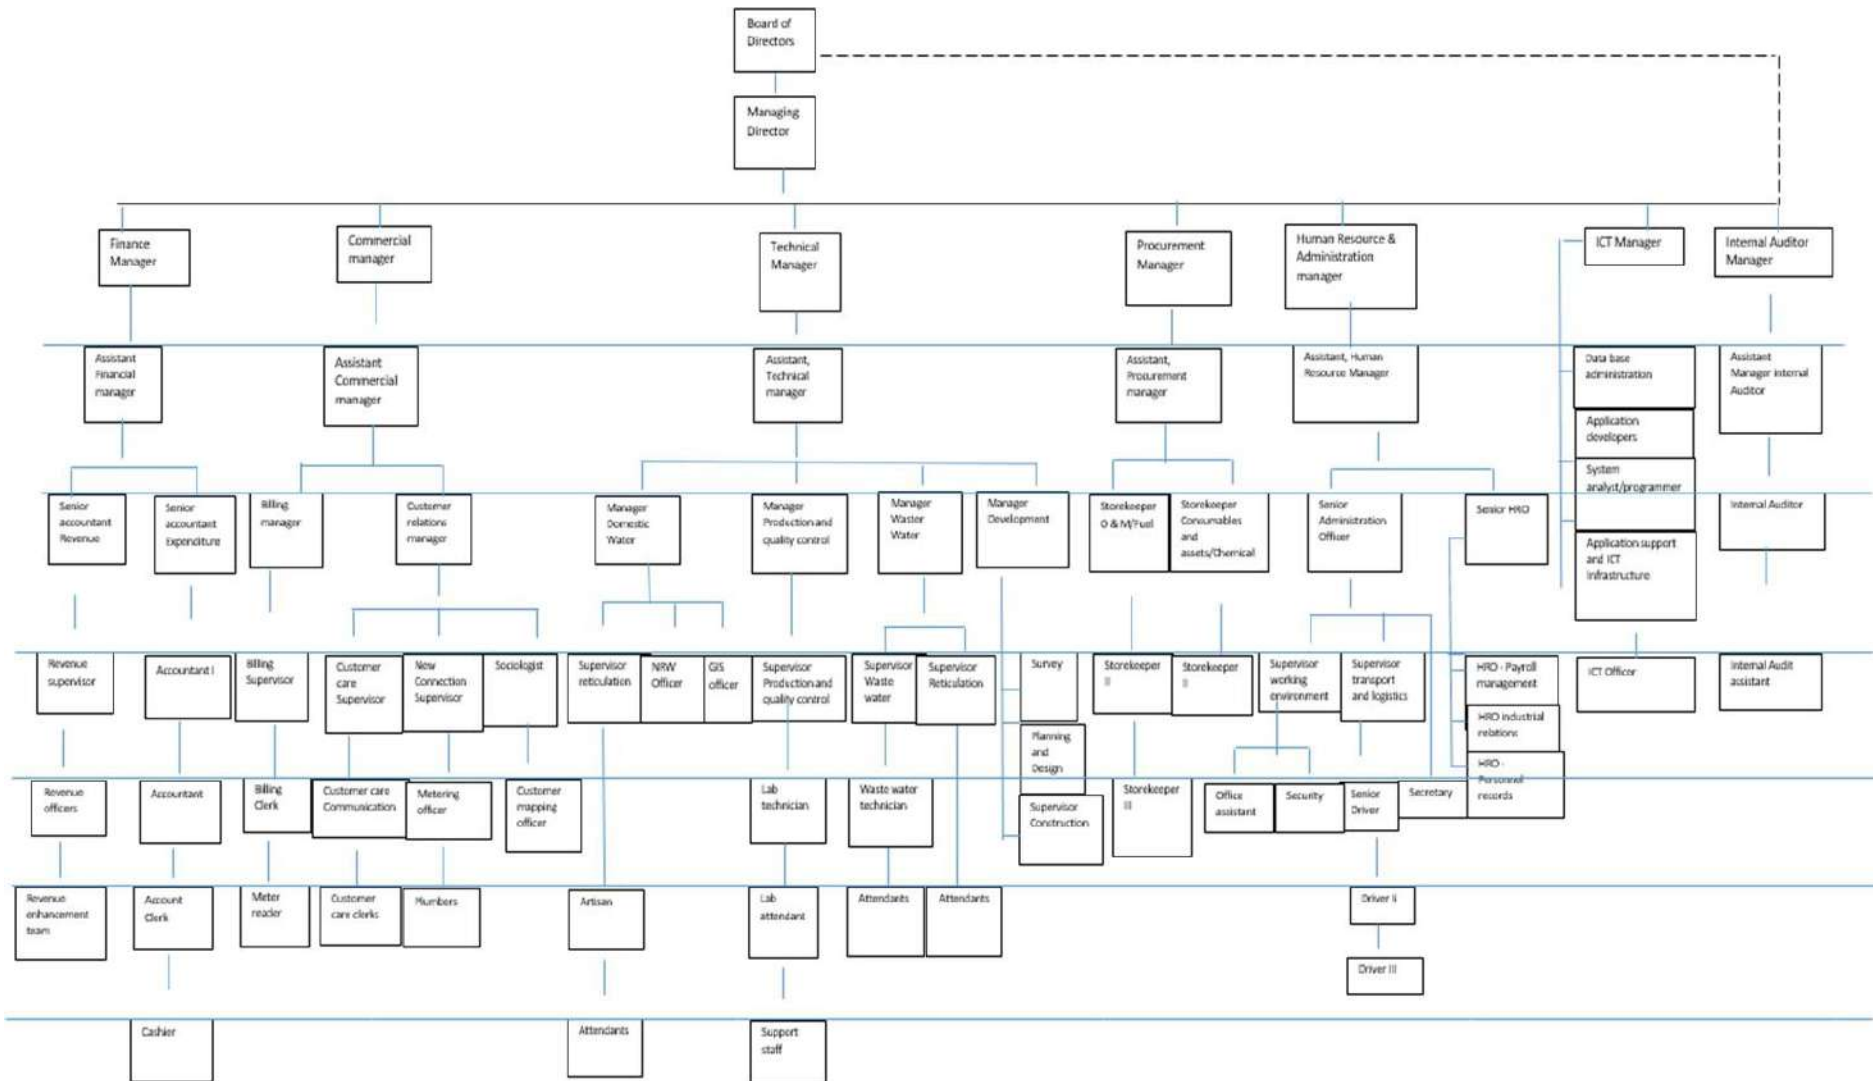 Board of
Directors
Managing
Director
Finance
Manager
Commercial
manager
Technical
Manager
Procurement
Manager
Human Resource &
Administration
manager
ICT Manager
Internal Auditor
Manager
Assistant
Financial
manager
Assistant
Commercial
manager
Assistant,
Technical
manager
Assistant,
Procurement
manager
Assistant, Human
Resource Manager
Data base
administration
Application
developers
System
analyst/programmer
Application support
and ICT
Infrastructure
Assistant
Manager internal
Auditor
Senior
accountant
Revenue
Senior
accountant
Expenditure
Billing
manager
Customer
relations
manager
Manager
Domestic
Water
Manager
Production and
quality control
Manager
Waste
Water
Manager
Development
Storekeeper
O & M/Fuel
Storekeeper
Consumables
and
assets/Chemical
Senior
Administration
Officer
Senior HRO
Internal Auditor
Revenue
supervisor
Accountant I
Billing
Supervisor
Customer
care
Supervisor
New
Connection
Supervisor
Sociologist
Supervisor
reticulation
NRW
Officer
GIS
officer
Supervisor
Production and
quality control
Supervisor
Waste
water
Supervisor
Reticulation
Survey
Planning
and
Design
Supervisor
Construction
Storekeeper
II
Storekeeper
II
Supervisor
working
environment
Supervisor
transport
and logistics
HRO - Payroll
management
HRO industrial
relations
HRO -
Personnel
records
ICT Officer
Internal Audit
assistant
Revenue
officers
Accountant
Billing
Clerk
Customer care
Communication
Metering
officer
Customer
mapping
officer
Lab
technician
Waste water
technician
Storekeeper
III
Office
assistant
Security
Senior
Driver
Secretary
Revenue
enhancement
team
Account
Clerk
Meter
reader
Customer
care clerks
Plumbers
Artisan
Lab
attendant
Attendants
Attendants
Driver II
Driver III
Cashier
Attendants
Support
staff